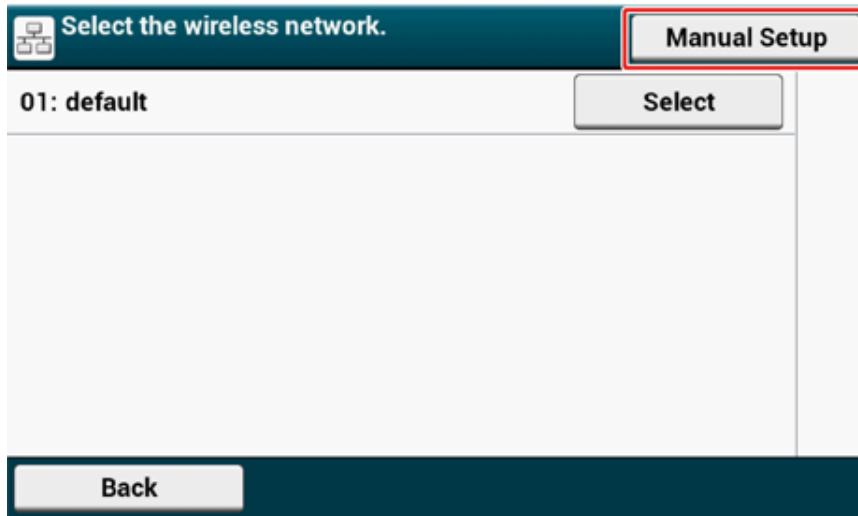 Select the wireless network.
Manual Setup
01: default
Select
Back